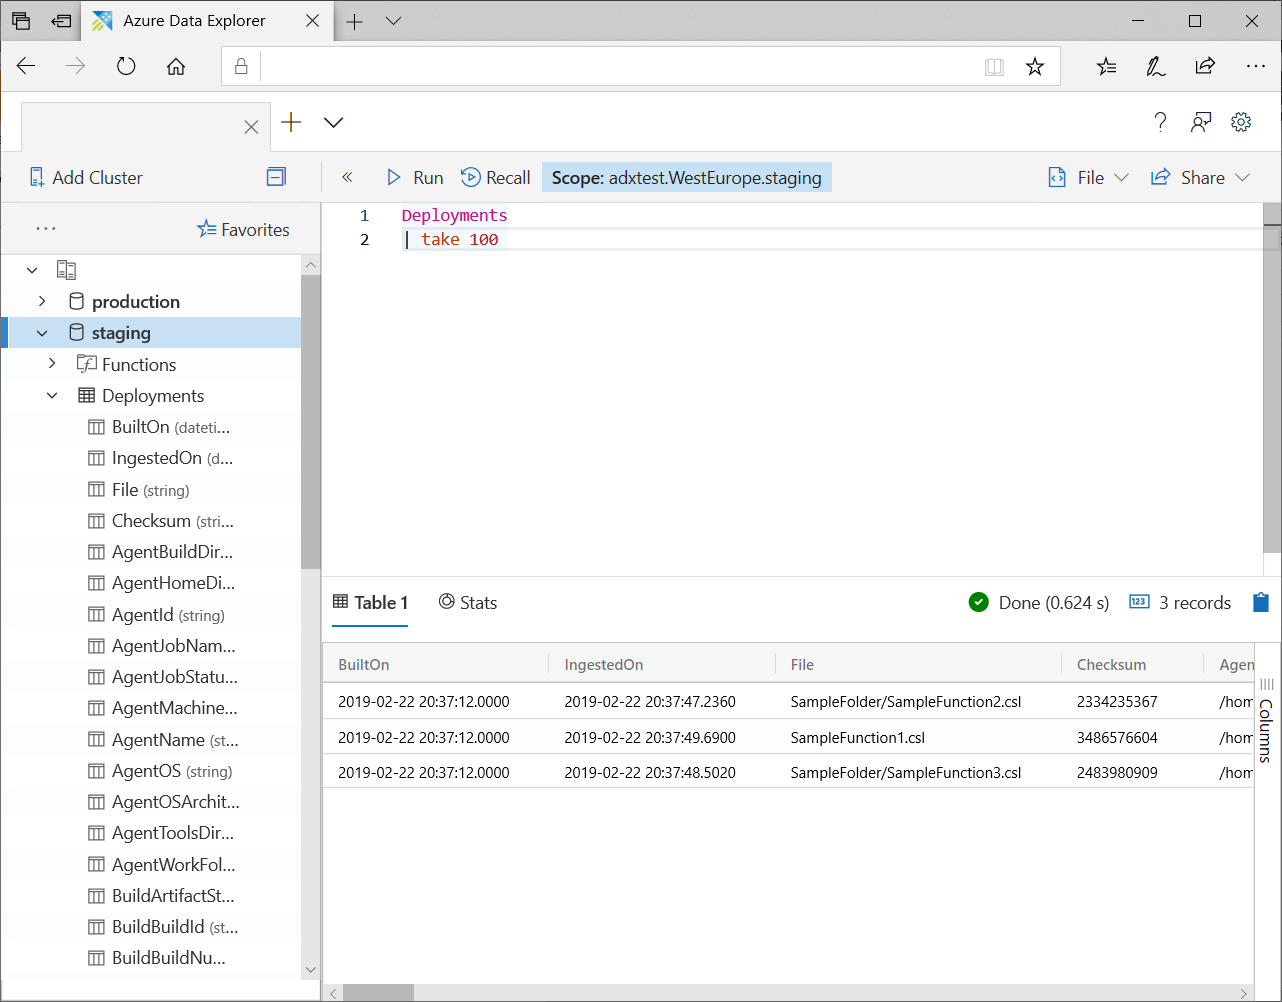 Azure Data Explorer
Add Cluster
Run
Recall
Scope: adxtest.WestEurope.staging
File
Share
Favorites
1 Deployments
2 | take 100
production
staging
Functions
Deployments
BuiltOn (dateti...
IngestedOn (d...
File (string)
Checksum (stri...
AgentBuildDir...
AgentHomeDi...
AgentId (string)
AgentJobNam...
AgentJobStatu...
AgentMachine...
AgentName (st...
AgentOS (string)
AgentOSArchit...
AgentToolsDir...
AgentWorkFol...
BuildArtifactSt...
BuildBuildId (st...
BuildBuildNu...
Table 1 Stats Done (0.624 s) 123 3 records
BuiltOn IngestedOn File Checksum Agen
2019-02-22 20:37:12.0000 2019-02-22 20:37:47.2360 SampleFolder/SampleFunction2.csl 2334235367 /hom
2019-02-22 20:37:12.0000 2019-02-22 20:37:49.6900 SampleFunction1.csl 3486576604 /hom
2019-02-22 20:37:12.0000 2019-02-22 20:37:48.5020 SampleFolder/SampleFunction3.csl 2483980909 /hom
Columns